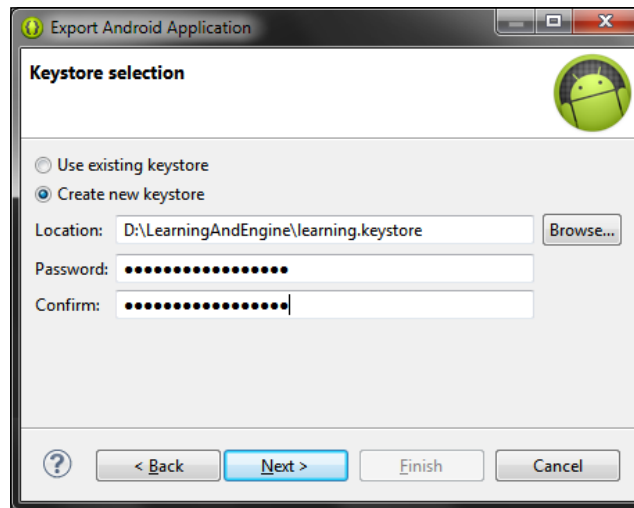 Export Android Application
Keystore selection
Use existing keystore
Create new keystore
Location: D:\LearningAndEngine\learning.keystore Browse...
Password: •••••••••••••••••
Confirm: •••••••••••••••••
? < Back Next > Finish Cancel